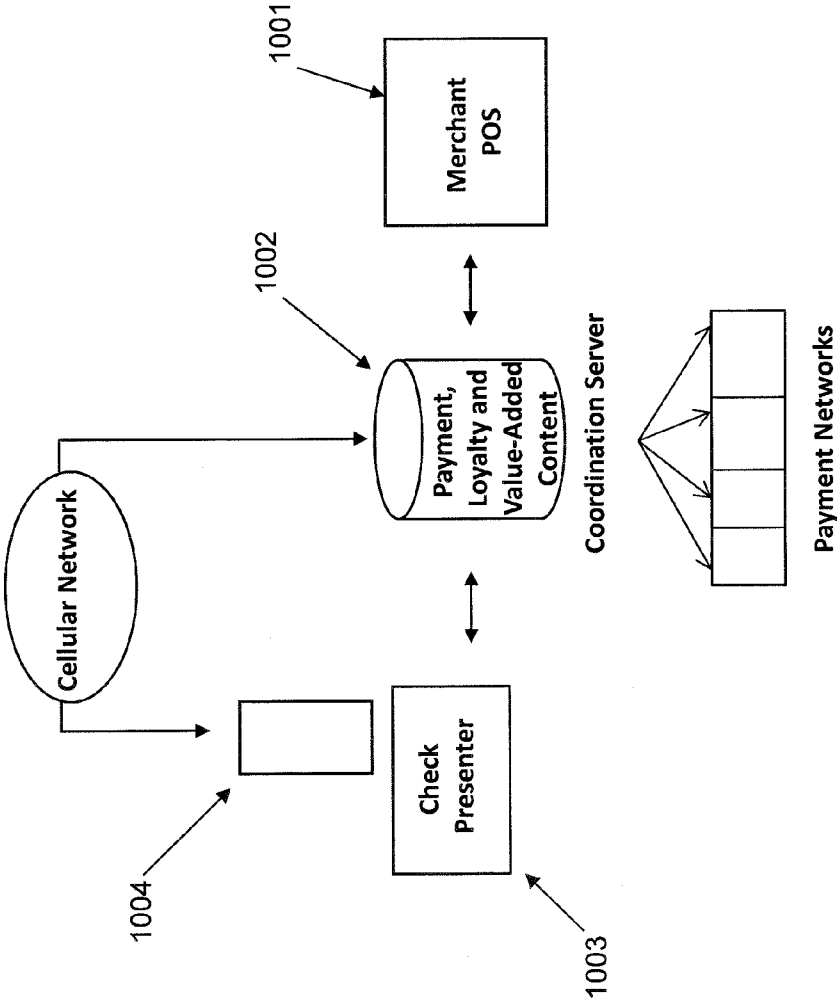 Cellular Network
1004
1002
1001
Check
Presenter
Payment,
Loyalty and
Value-Added
Content
Merchant
POS
1003
Coordination Server
Payment Networks